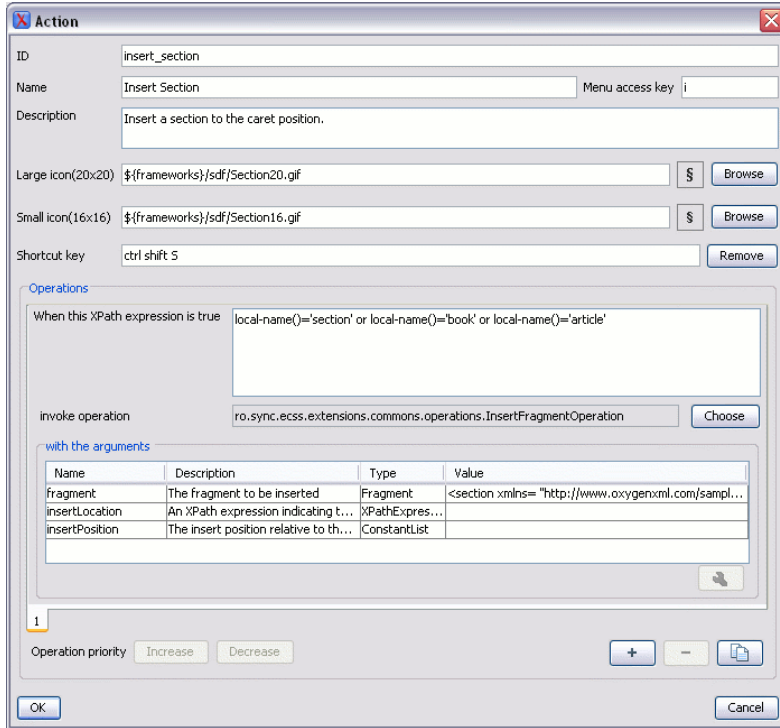 Action
ID insert_section
Name Insert Section Menu access key i
Description Insert a section to the caret position.
Large icon(20x20) ${frameworks}/sdf/Section20.gif § Browse
Small icon(16x16) ${frameworks}/sdf/Section16.gif § Browse
Shortcut key ctrl shift S Remove
Operations
When this XPath expression is true local-name()='section' or local-name()='book' or local-name()='article'
invoke operation ro.sync.ecss.extensions.commons.operations.InsertFragmentOperation Choose
with the arguments
Name Description Type Value
fragment The fragment to be inserted Fragment <section xmlns= "http://www.oxygenxml.com/sampl...
insertLocation An XPath expression indicating t... XPathExpres...
insertPosition The insert position relative to th... ConstantList
1
Operation priority Increase Decrease + −
OK Cancel